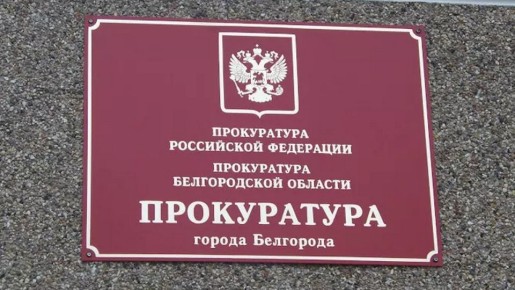 ПРОКУРАТУРА
РОССИЙСКОЙ ФЕДЕРАЦИИ
ПРОКУРАТУРА
БЕЛГОРОДСКОЙ ОБЛАСТИ
ПРОКУРАТУРА
города Белгорода